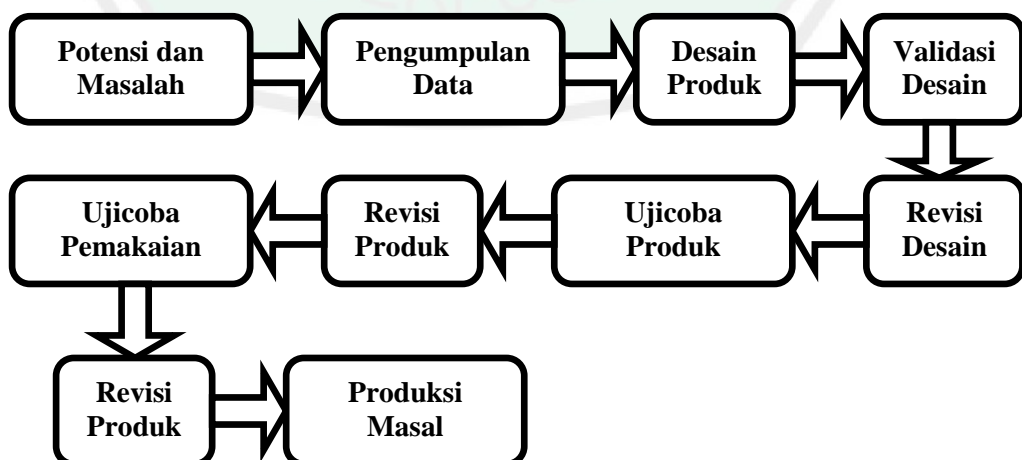 Potensi dan
Masalah
Pengumpulan
Data
Desain
Produk
Validasi
Desain
Revisi
Desain
Ujicoba
Produk
Revisi
Produk
Ujicoba
Pemakaian
Revisi
Produk
Produksi
Masal